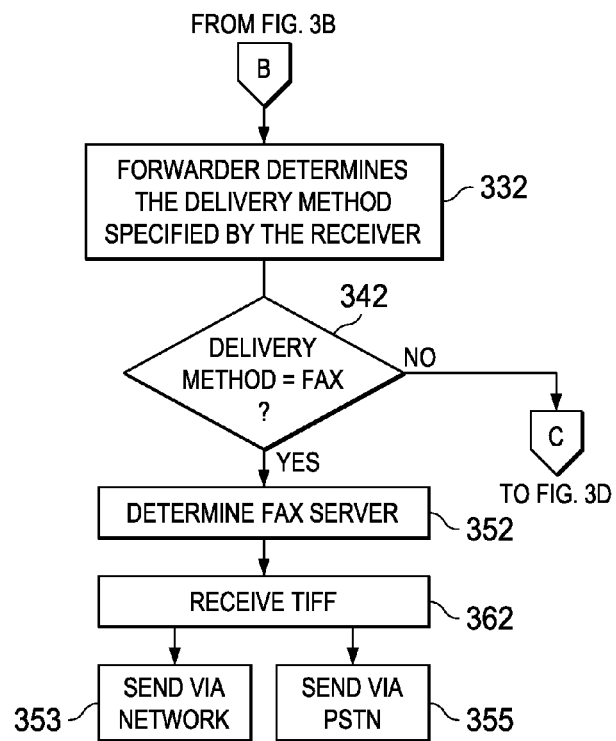 FROM FIG. 3B
B
FORWARDER DETERMINES
THE DELIVERY METHOD
SPECIFIED BY THE RECEIVER
332
342
DELIVERY
METHOD = FAX
?
NO
C
TO FIG. 3D
YES
DETERMINE FAX SERVER
352
RECEIVE TIFF
362
353
SEND VIA
NETWORK
SEND VIA
PSTN
355